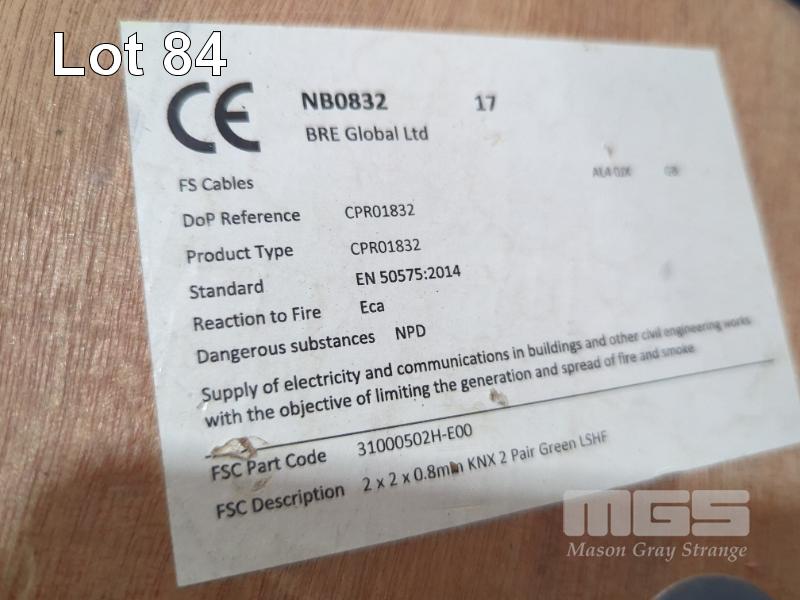 Lot 84
CE NB0832 17
BRE Global Ltd
FS Cables
DoP Reference CPR01832
Product Type CPR01832
Standard EN 50575:2014
Reaction to Fire Eca
Dangerous substances NPD
Supply of electricity and communications in buildings and other civil engineering works
with the objective of limiting the generation and spread of fire and smoke
FSC Part Code 31000502H-E00
FSC Description 2 x 2 x 0.8mm KNX 2 Pair Green LSHF
MGS
Mason Gray Strange